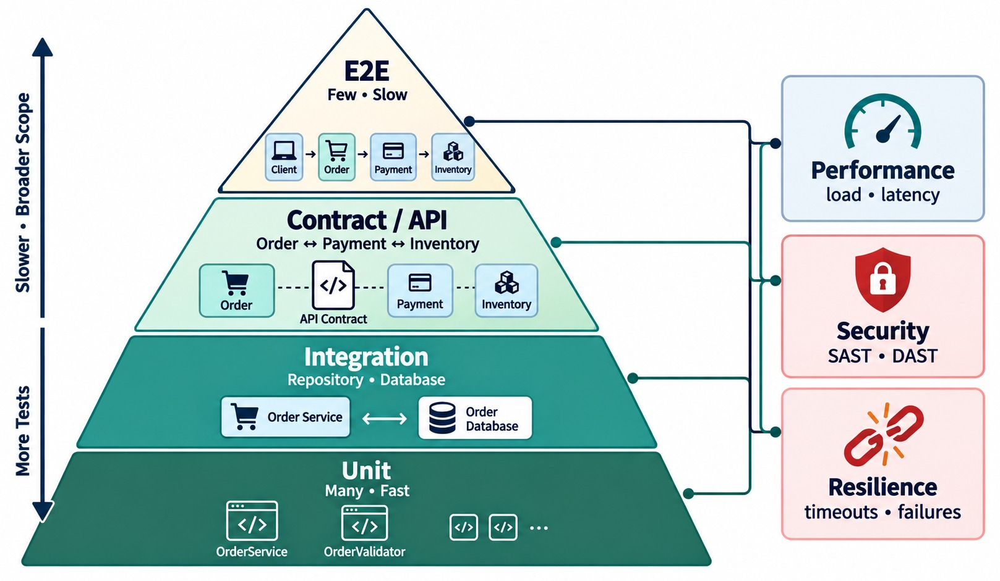 Slower • Broader Scope
More Tests
E2E
Few • Slow
Client
Order
Payment
Inventory
Contract / API
Order ↔ Payment ↔ Inventory
Order
</>
API Contract
Payment
Inventory
Integration
Repository • Database
Order Service
Order
Database
Unit
Many • Fast
</>
OrderService
</>
OrderValidator
</>
</>
...
Performance
load • latency
Security
SAST • DAST
Resilience
timeouts • failures